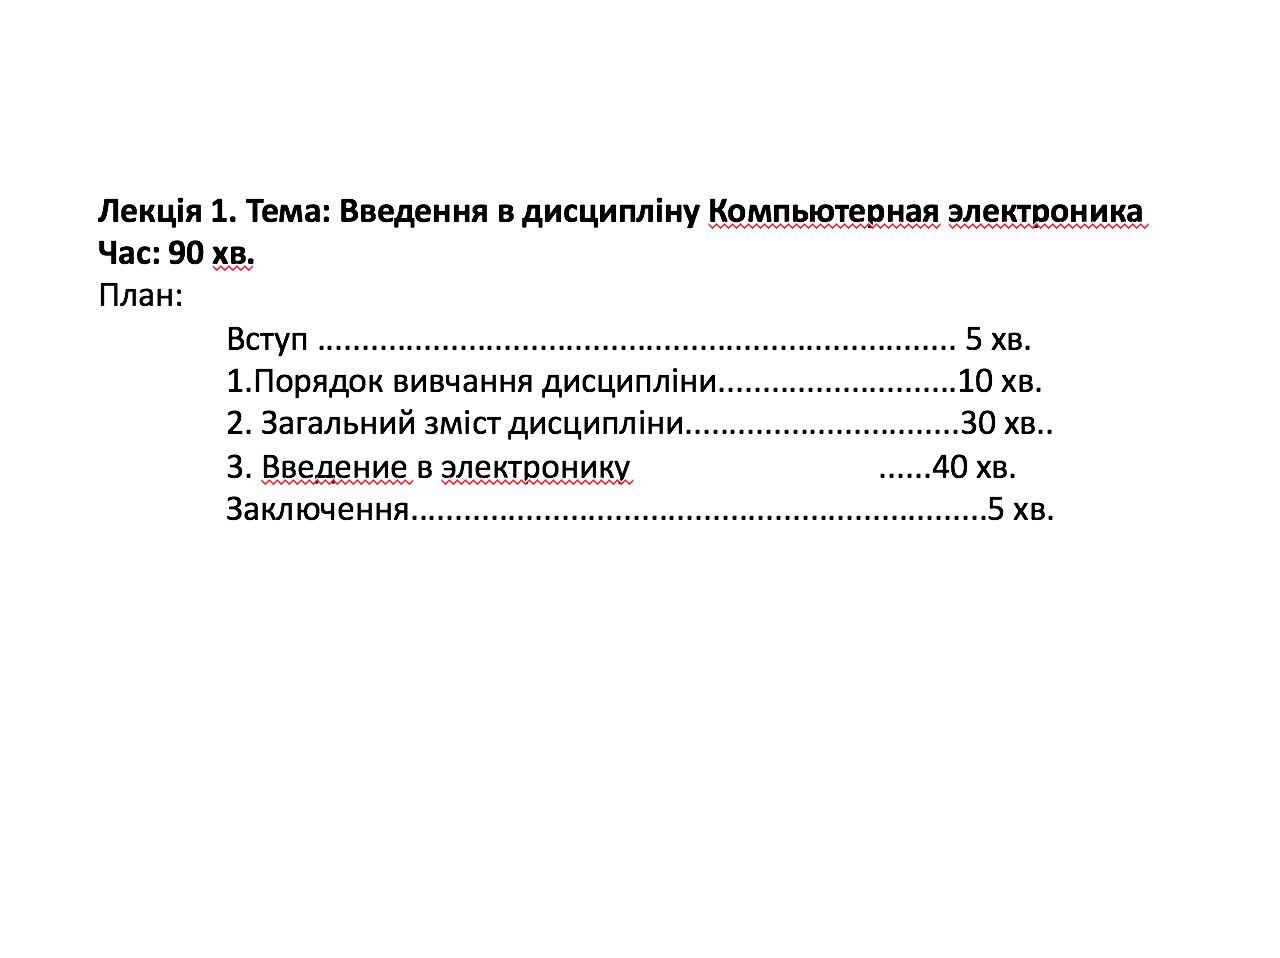 Лекція 1. Тема: Введення в дисципліну Компьютерная электроника
Час: 90 хв.
План:
Вступ ........................................................................ 5 хв.
1.Порядок вивчання дисципліни...........................10 хв.
2. Загальний зміст дисципліни...............................30 хв..
3. Введение в электронику ......40 хв.
Заключення.................................................................5 хв.